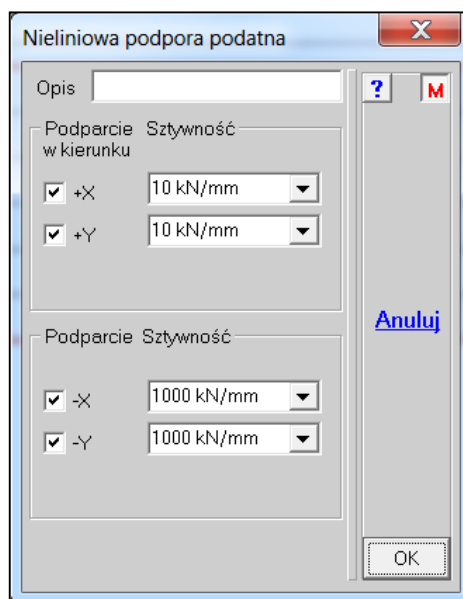 Nieliniowa podpora podatna
X
Opis
? M
Podparcie Sztywność
w kierunku
+X 10 kN/mm
+Y 10 kN/mm
Anuluj
Podparcie Sztywność
-X 1000 kN/mm
-Y 1000 kN/mm
OK